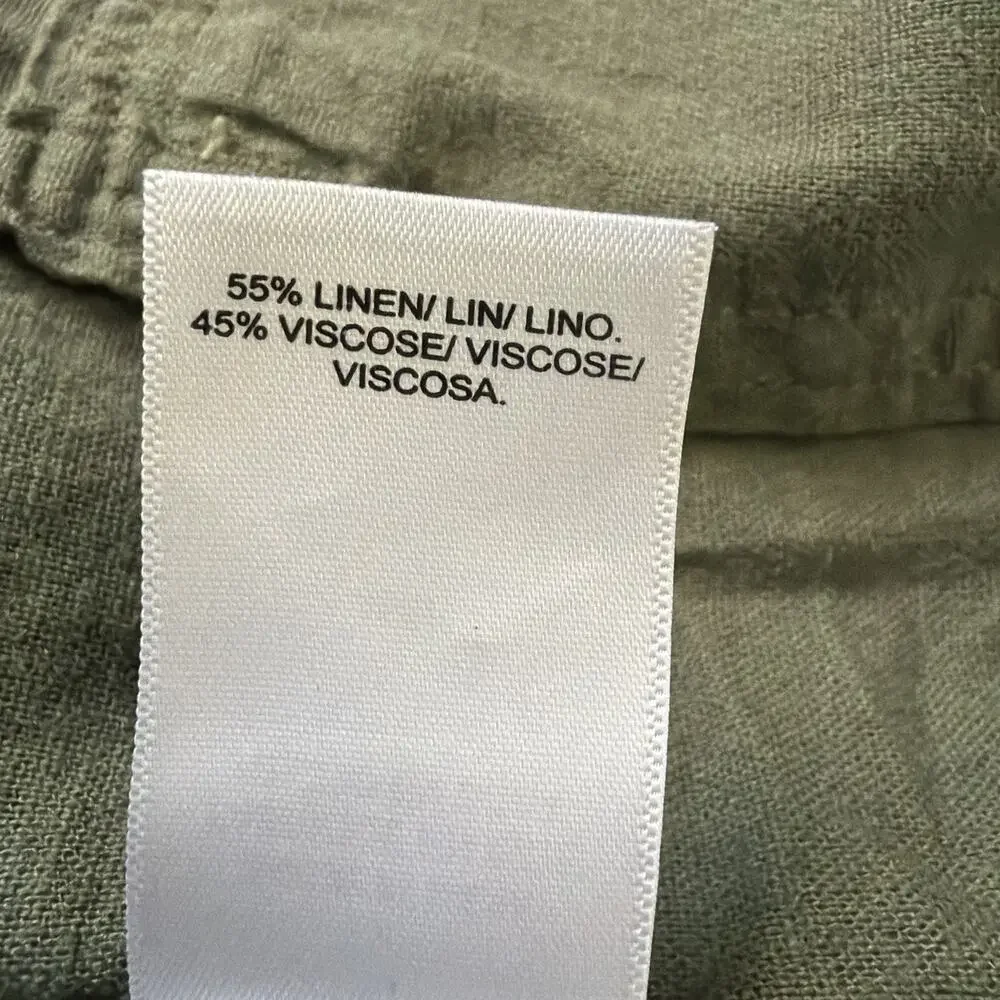 55% LINEN/ LIN/ LINO.
45% VISCOSE/ VISCOSE/
VISCOSA.